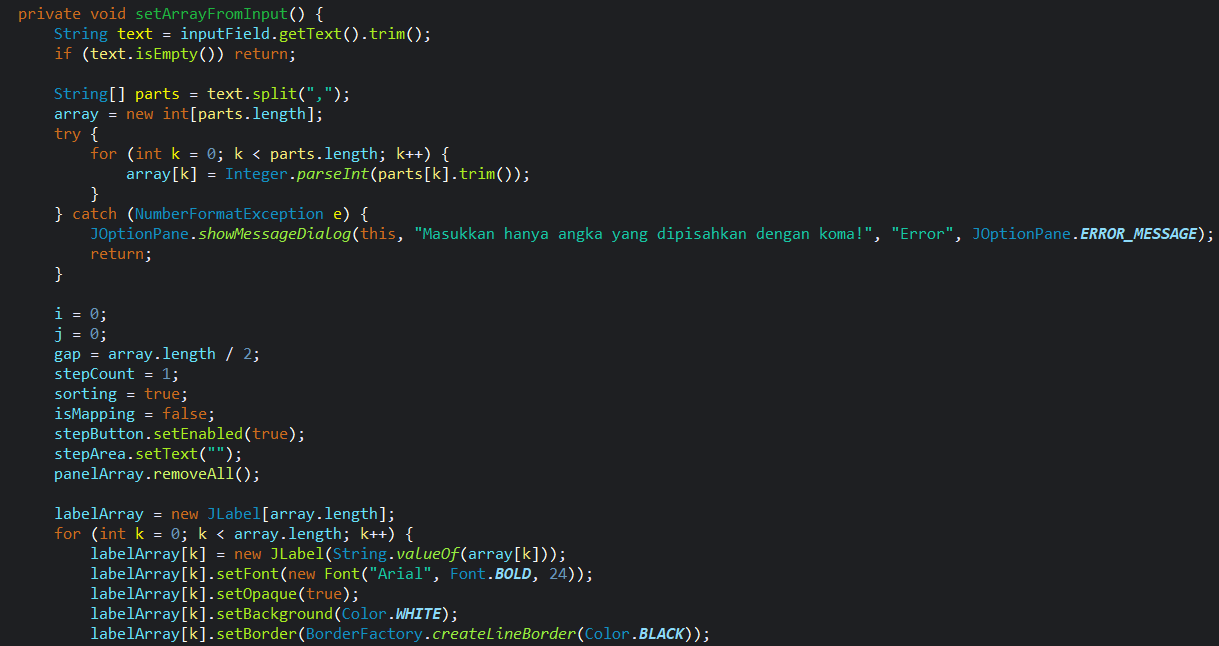 private void setArrayFromInput() {
    String text = inputField.getText().trim();
    if (text.isEmpty()) return;

    String[] parts = text.split(",");
    array = new int[parts.length];
    try {
        for (int k = 0; k < parts.length; k++) {
            array[k] = Integer.parseInt(parts[k].trim());
        }
    } catch (NumberFormatException e) {
        JOptionPane.showMessageDialog(this, "Masukkan hanya angka yang dipisahkan dengan koma!", "Error", JOptionPane.ERROR_MESSAGE);
        return;
    }

    i = 0;
    j = 0;
    gap = array.length / 2;
    stepCount = 1;
    sorting = true;
    isMapping = false;
    stepButton.setEnabled(true);
    stepArea.setText("");
    panelArray.removeAll();

    labelArray = new JLabel[array.length];
    for (int k = 0; k < array.length; k++) {
        labelArray[k] = new JLabel(String.valueOf(array[k]));
        labelArray[k].setFont(new Font("Arial", Font.BOLD, 24));
        labelArray[k].setOpaque(true);
        labelArray[k].setBackground(Color.WHITE);
        labelArray[k].setBorder(BorderFactory.createLineBorder(Color.BLACK));